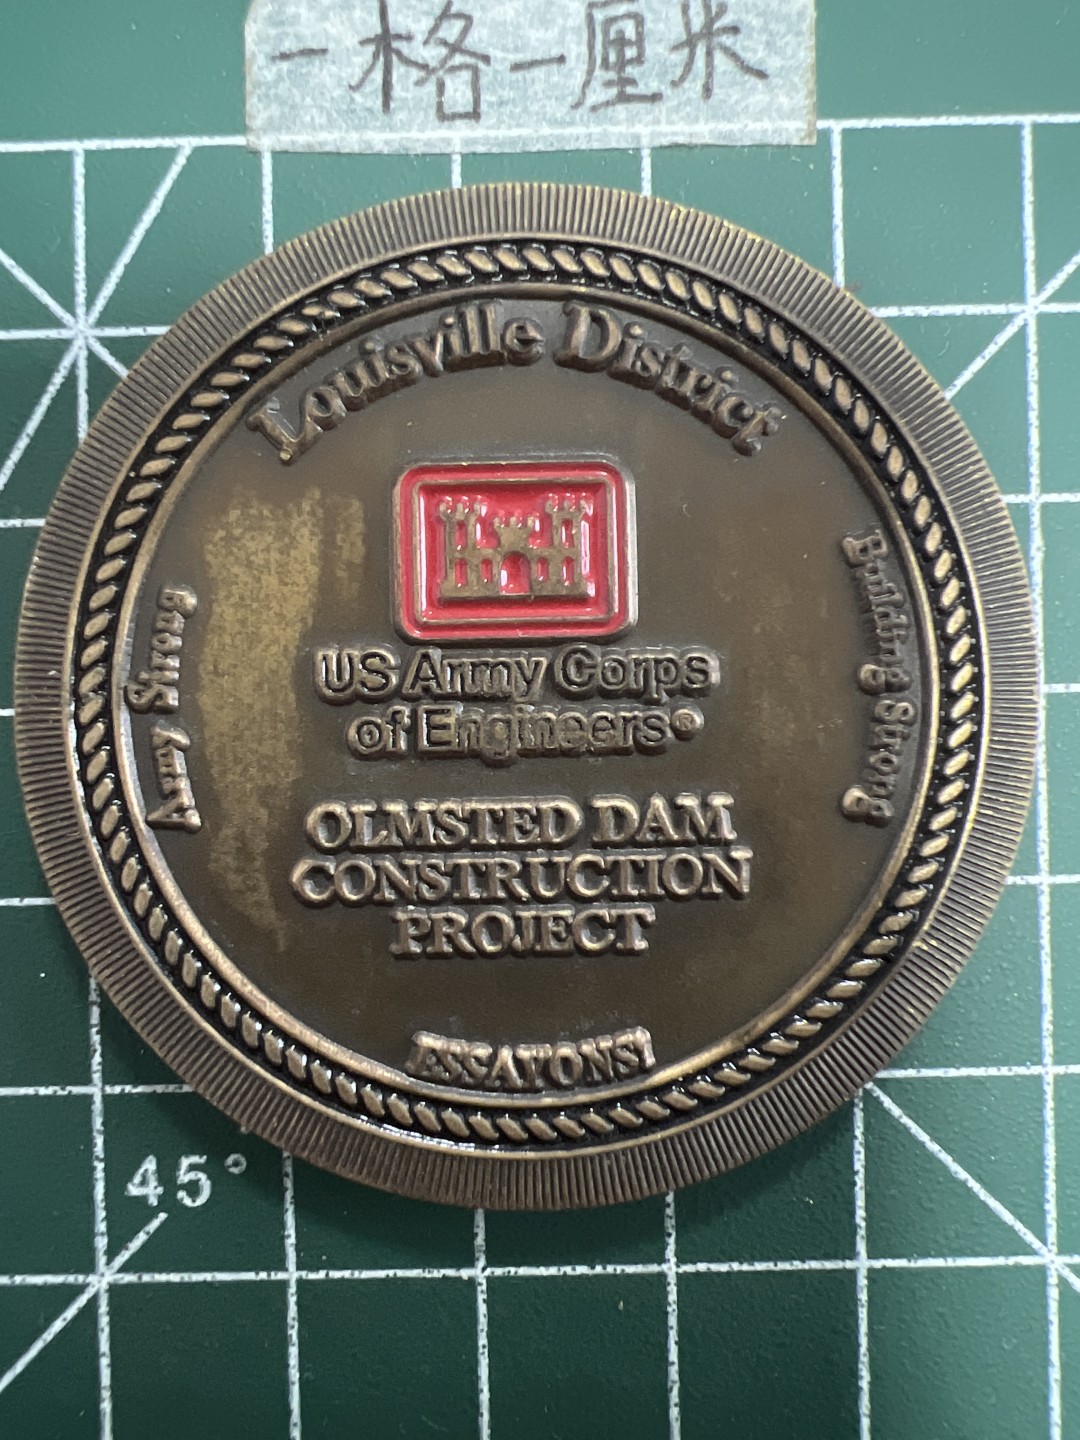 一格一厘米
Louisville District
US Army Corps
of Engineers®
OLMSTED DAM
CONSTRUCTION
PROJECT
Army Strong
Building Strong
ESSAYONS!
45°